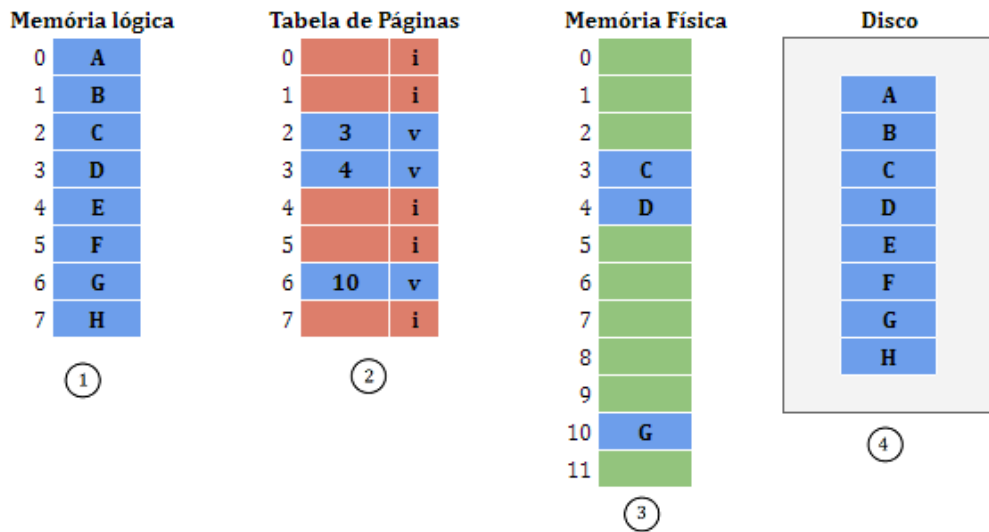 Memória lógica
0 A
1 B
2 C
3 D
4 E
5 F
6 G
7 H
1
Tabela de Páginas
0 i
1 i
2 3 v
3 4 v
4 i
5 i
6 10 v
7 i
2
Memória Física
0
1
2
3 C
4 D
5
6
7
8
9
10 G
11
3
Disco
A
B
C
D
E
F
G
H
4